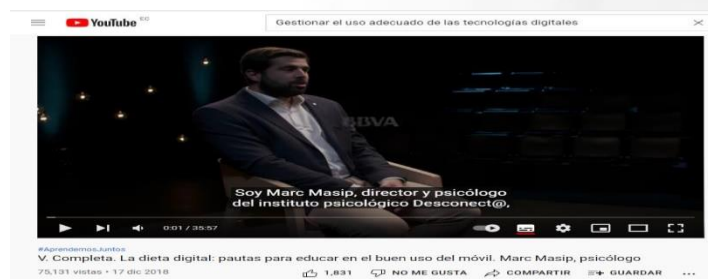 YouTube EC
Gestionar el uso adecuado de las tecnologías digitales
BBVA
Soy Marc Masip, director y psicólogo
del instituto psicológico Desconect@,
0:01 / 35:57
#AprendemosJuntos
V. Completa. La dieta digital: pautas para educar en el buen uso del móvil. Marc Masip, psicólogo
75,131 vistas • 17 dic 2018
1,831
NO ME GUSTA
COMPARTIR
GUARDAR